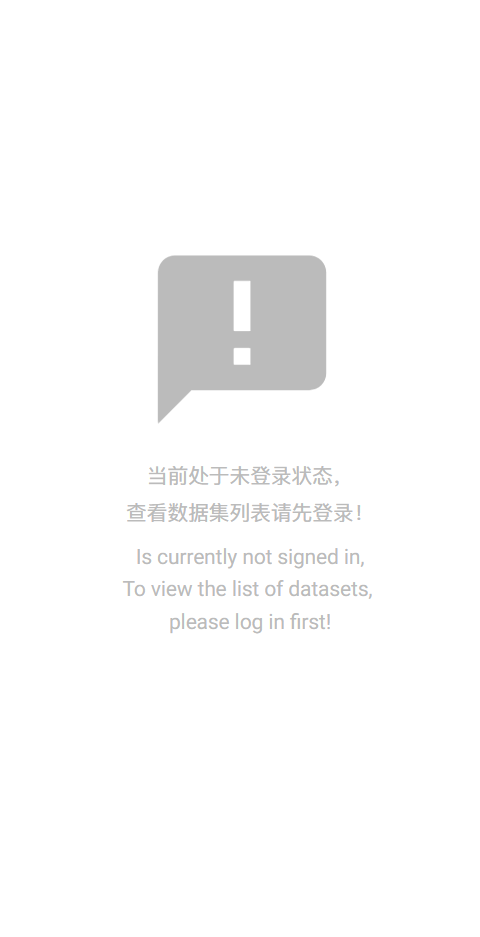 当前处于未登录状态，
查看数据集列表请先登录！
Is currently not signed in,
To view the list of datasets,
please log in first!